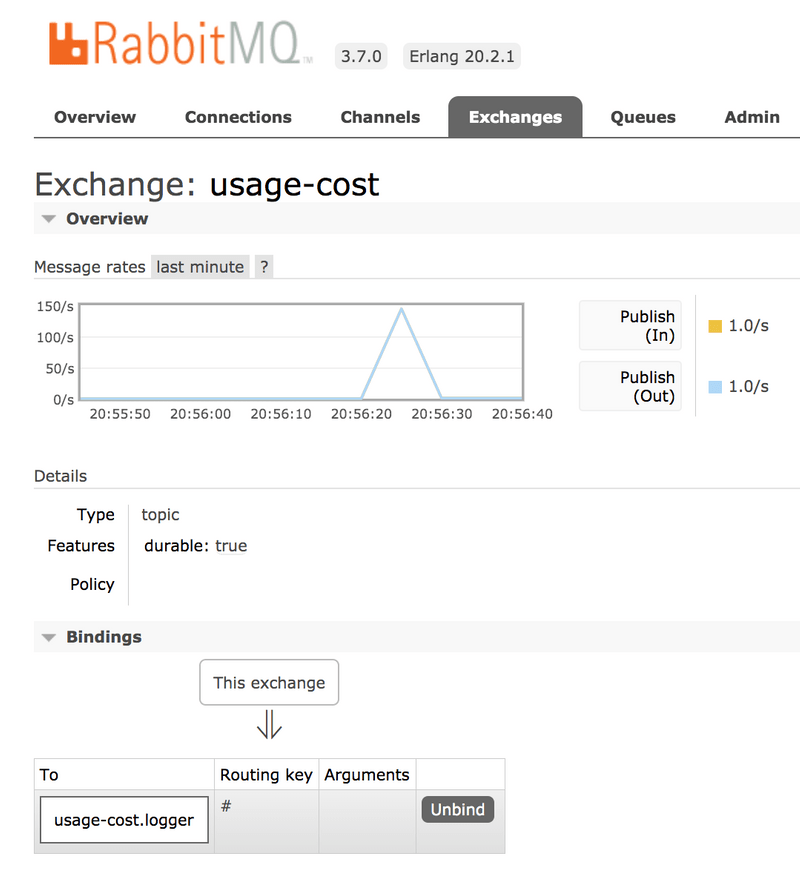 RabbitMQ TM 3.7.0 Erlang 20.2.1
Overview Connections Channels Exchanges Queues Admin
Exchange: usage-cost
Overview
Message rates last minute ?
150/s
100/s
50/s
0/s
20:55:50 20:56:00 20:56:10 20:56:20 20:56:30 20:56:40
Publish
(In)
1.0/s
Publish
(Out)
1.0/s
Details
Type topic
Features durable: true
Policy
Bindings
This exchange
To Routing key Arguments
usage-cost.logger # Unbind